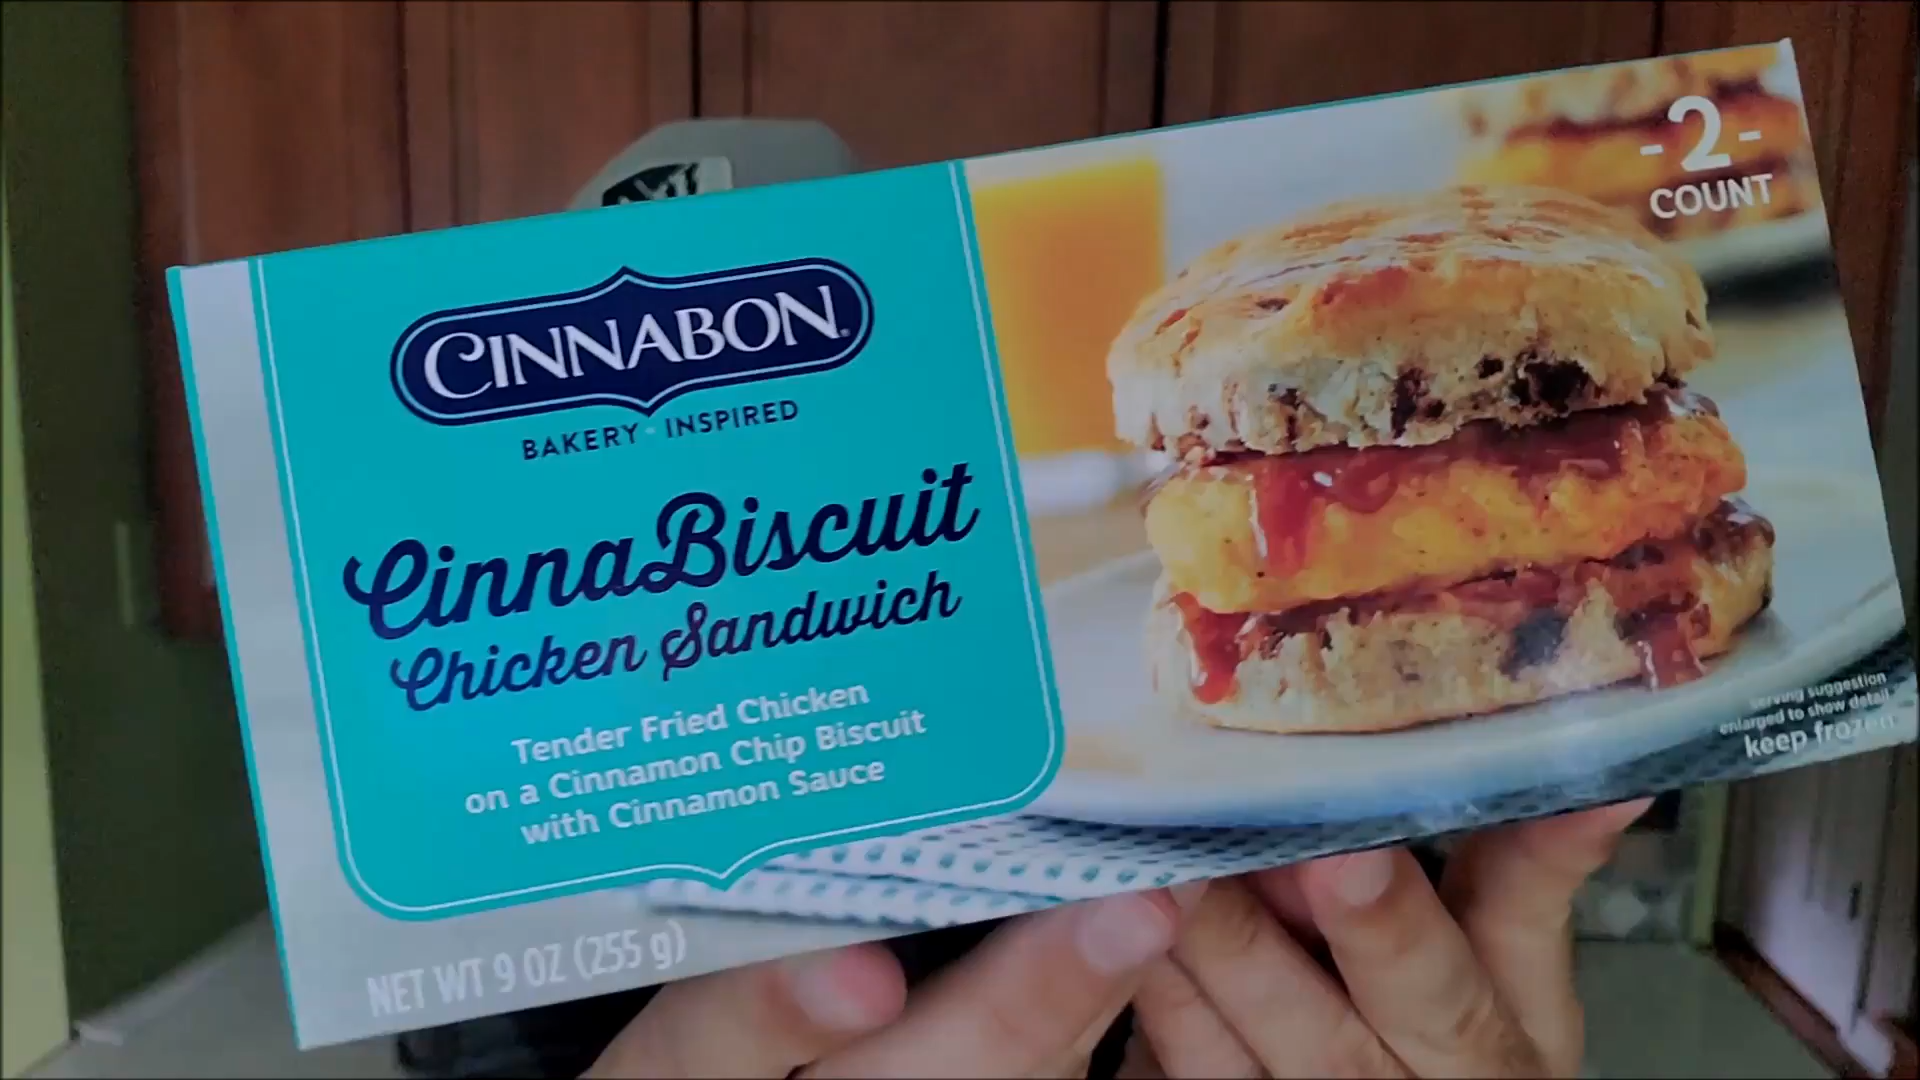 CINNABON
BAKERY INSPIRED
CinnaBiscuit
Chicken Sandwich
Tender Fried Chicken
on a Cinnamon Chip Biscuit
with Cinnamon Sauce
NET WT 9 OZ (255 g)
-2-
COUNT
serving suggestion
enlarged to show detail
keep frozen